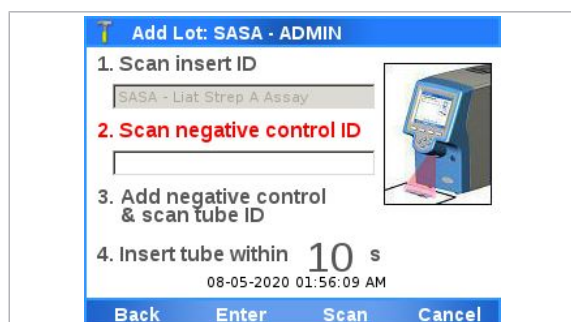 Add Lot: SASA - ADMIN
1. Scan insert ID
SASA - Liat Strep A Assay
2. Scan negative control ID
3. Add negative control
& scan tube ID
4. Insert tube within 10 s
08-05-2020 01:56:09 AM
Back Enter Scan Cancel